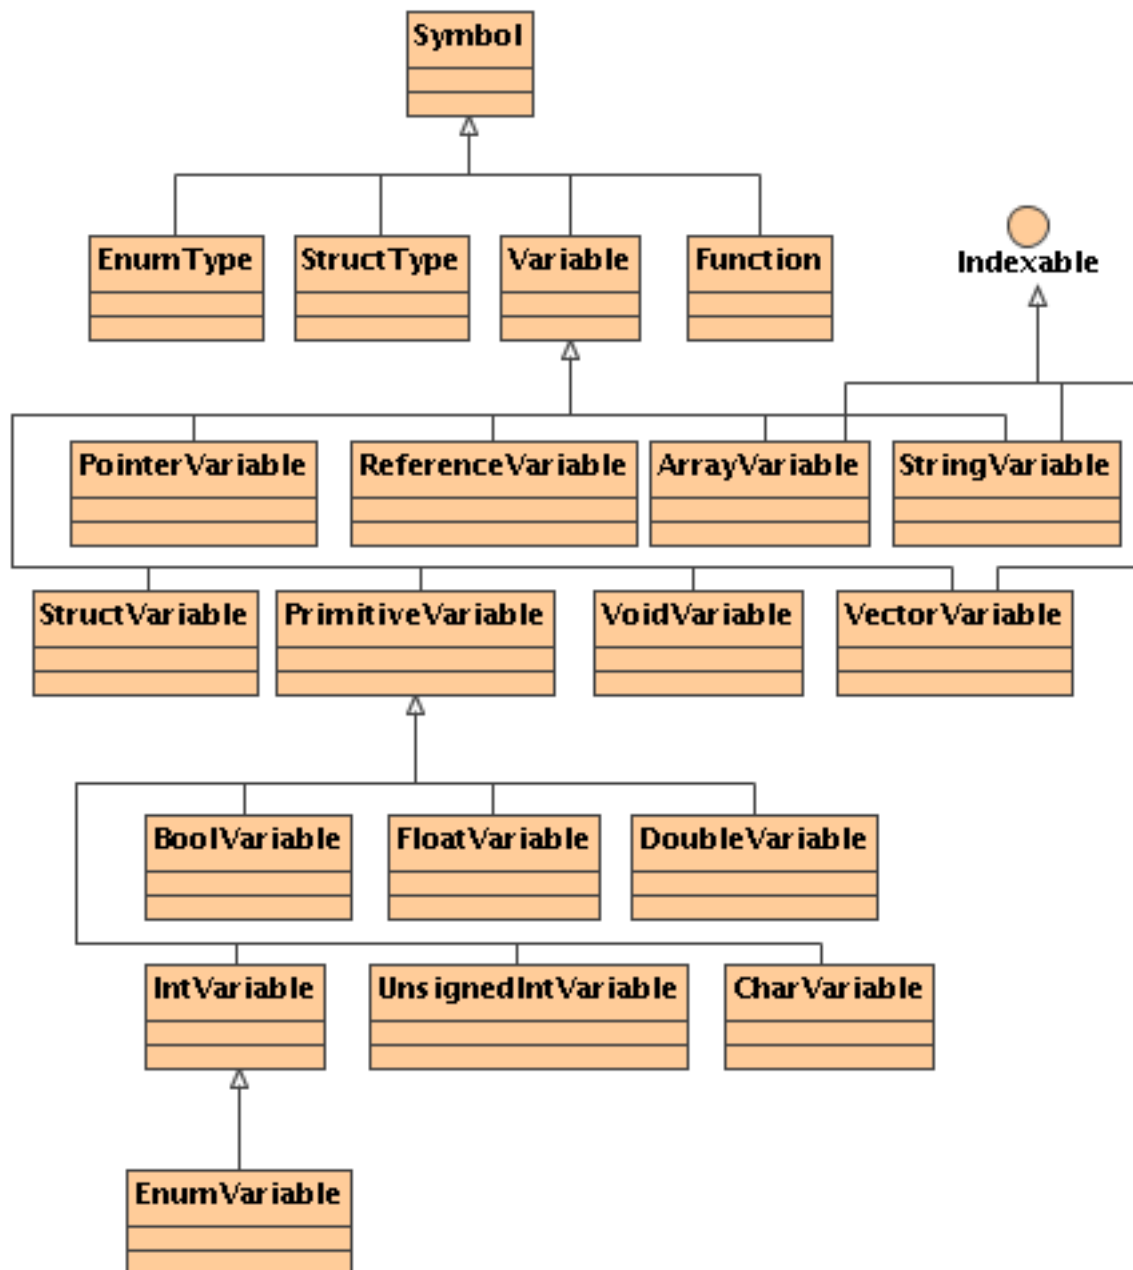 Symbol
EnumType
StructType
Variable
Function
Indexable
PointerVariable
ReferenceVariable
ArrayVariable
StringVariable
StructVariable
PrimitiveVariable
VoidVariable
VectorVariable
BoolVariable
FloatVariable
DoubleVariable
IntVariable
UnsignedIntVariable
CharVariable
EnumVariable